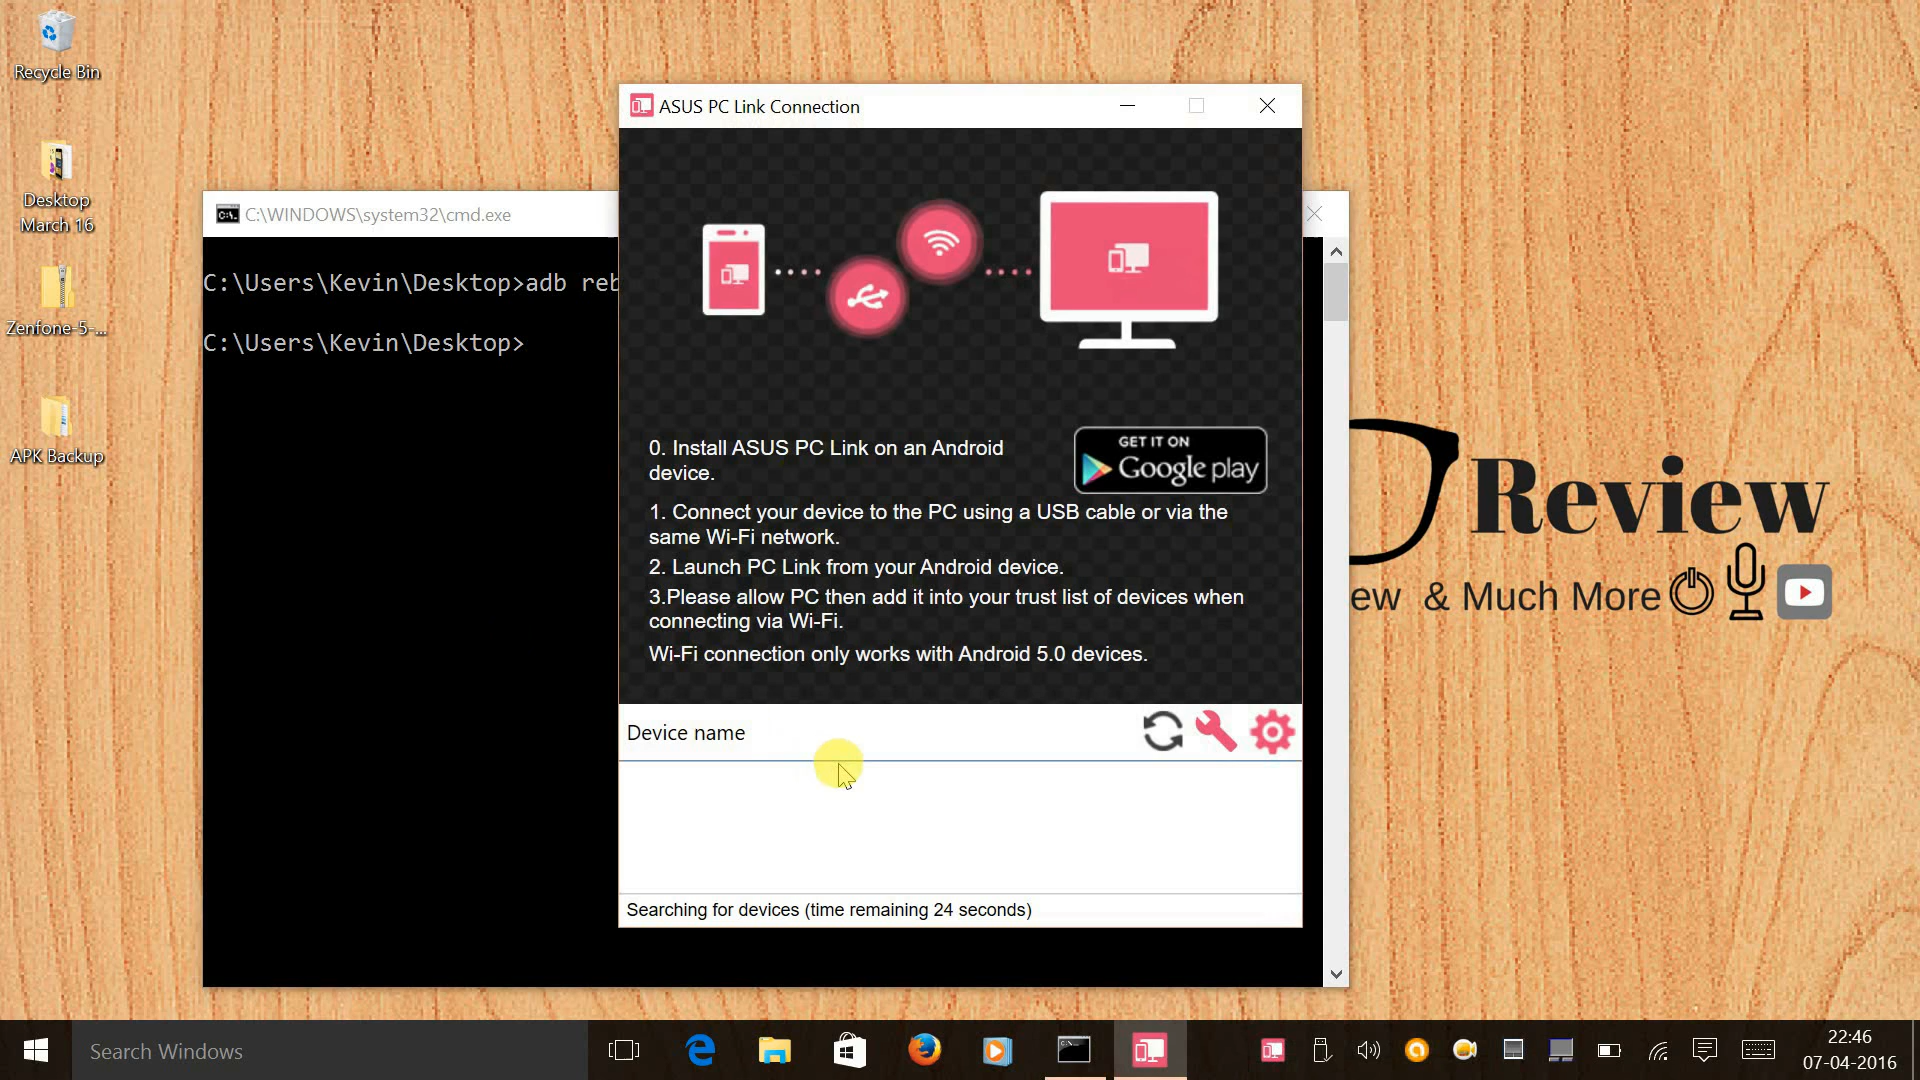 Recycle Bin
Desktop
March 16
Zenfone-5-...
APK Backup
C:\WINDOWS\system32\cmd.exe
C:\Users\Kevin\Desktop>adb reb
C:\Users\Kevin\Desktop>
ASUS PC Link Connection
0. Install ASUS PC Link on an Android
device.
GET IT ON
Google play
1. Connect your device to the PC using a USB cable or via the
same Wi-Fi network.
2. Launch PC Link from your Android device.
3.Please allow PC then add it into your trust list of devices when
connecting via Wi-Fi.
Wi-Fi connection only works with Android 5.0 devices.
Device name
Searching for devices (time remaining 24 seconds)
Review
ew & Much More
Search Windows
22:46
07-04-2016